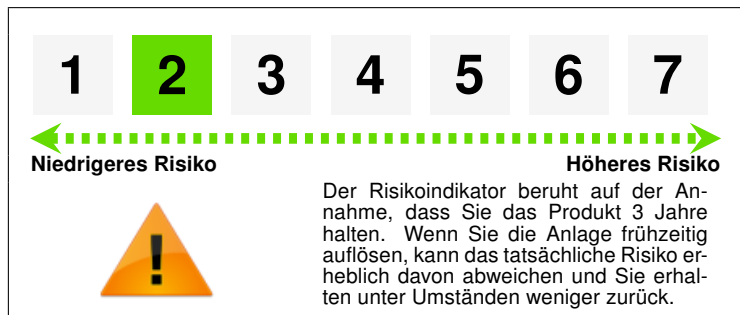 1 2 3 4 5 6 7
Niedrigeres Risiko Höheres Risiko
Der Risikoindikator beruht auf der An-
nahme, dass Sie das Produkt 3 Jahre
halten. Wenn Sie die Anlage frühzeitig
auflösen, kann das tatsächliche Risiko er-
heblich davon abweichen und Sie erhal-
ten unter Umständen weniger zurück.